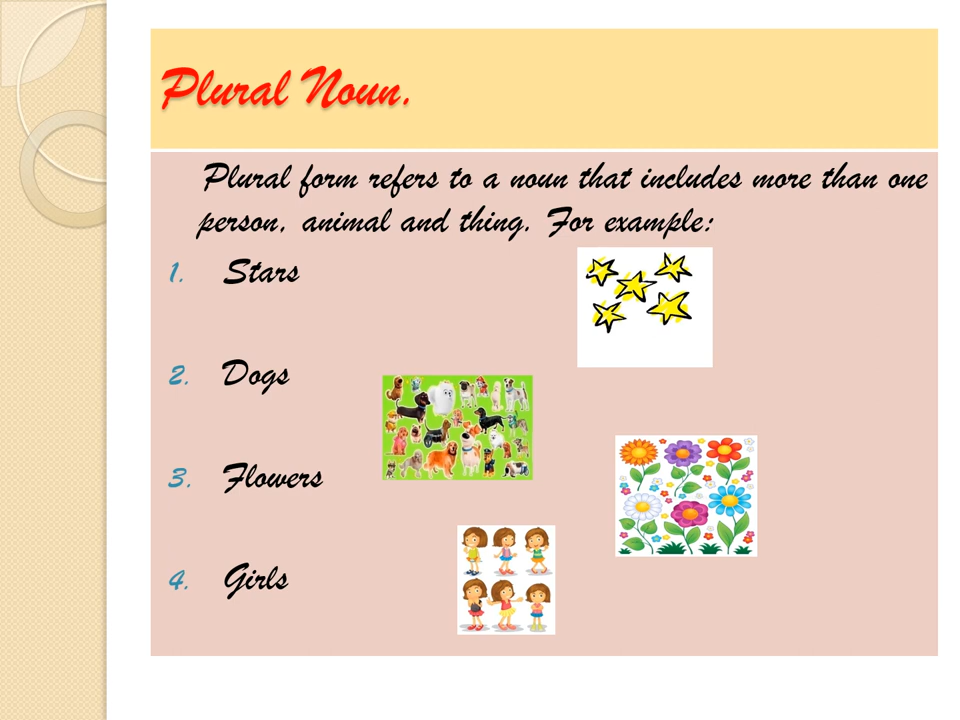 Plural Noun.
Plural form refers to a noun that includes more than one
person, animal and thing. For example:
1. Stars
2. Dogs
3. Flowers
4. Girls